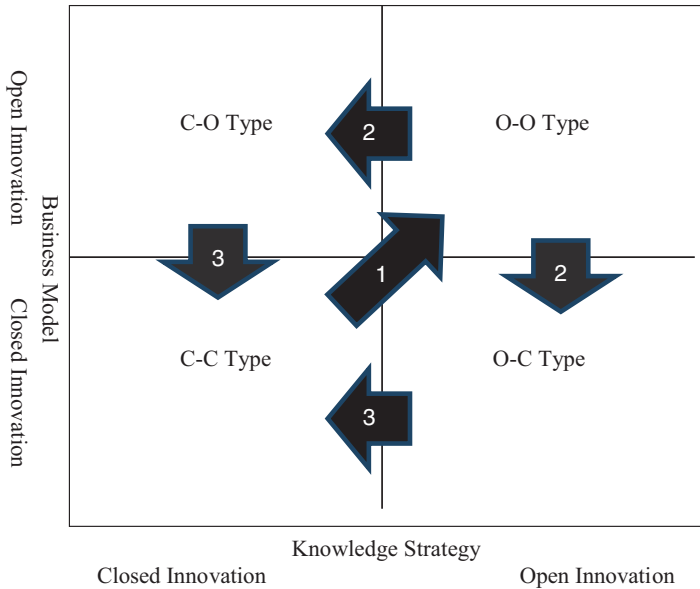 Open Innovation
Business Model
Closed Innovation
C-O Type
2
O-O Type
3
1
2
C-C Type
O-C Type
3
Knowledge Strategy
Closed Innovation
Open Innovation